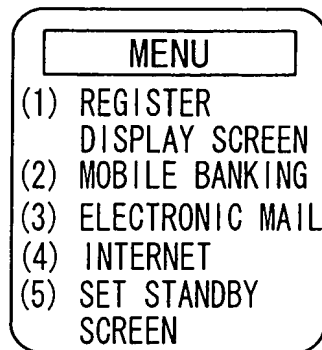 MENU
(1) REGISTER
DISPLAY SCREEN
(2) MOBILE BANKING
(3) ELECTRONIC MAIL
(4) INTERNET
(5) SET STANDBY
SCREEN